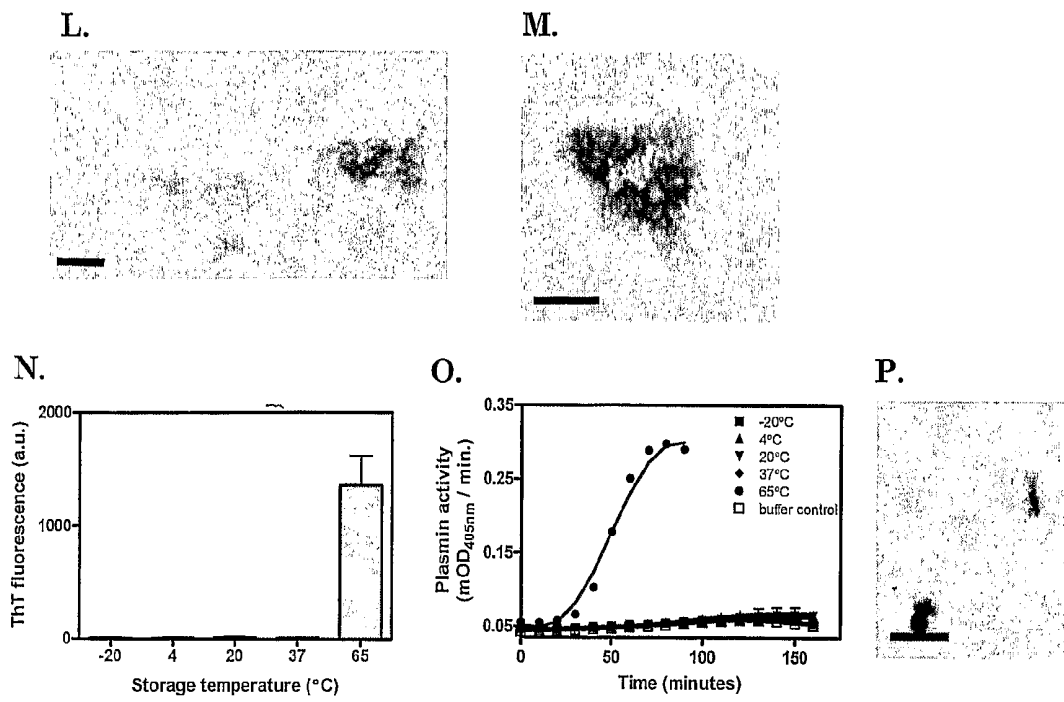 L.
M.
N.
2000
1000
0
ThT fluorescence (a.u.)
-20 4 20 37 65
Storage temperature (°C)
O.
0.35
0.25
0.15
0.05
Plasmin activity
(mOD405nm / min.)
-20°C
4°C
20°C
37°C
65°C
buffer control
0 50 100 150
Time (minutes)
P.